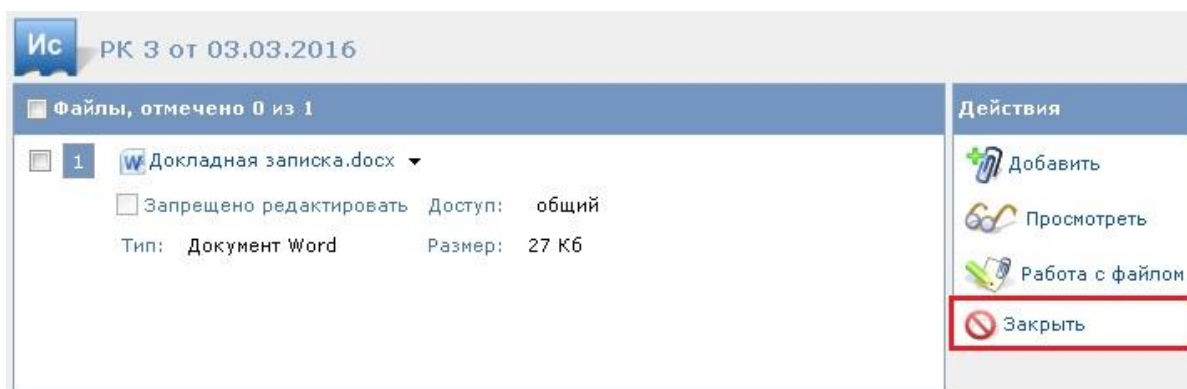 Ис
РК 3 от 03.03.2016
Файлы, отмечено 0 из 1
1
Докладная записка.docx
Запрещено редактировать Доступ: общий
Тип: Документ Word Размер: 27 Кб
Действия
Добавить
Просмотреть
Работа с файлом
Закрыть